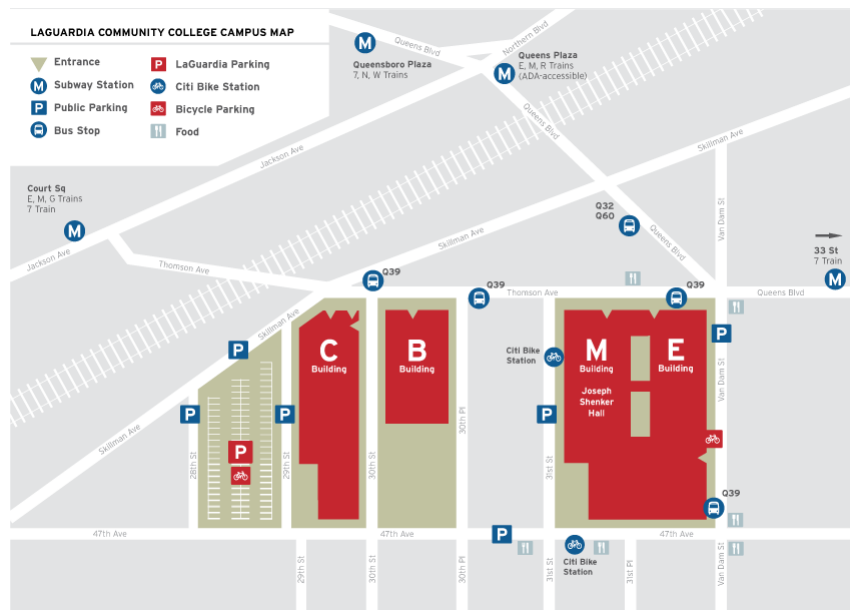 LAGUARDIA COMMUNITY COLLEGE CAMPUS MAP
Entrance
M Subway Station
P Public Parking
Bus Stop
P LaGuardia Parking
Citi Bike Station
Bicycle Parking
Food
M
Queensboro Plaza
7, N, W Trains
Queens Blvd
Northern Blvd
M
Queens Plaza
E, M, R Trains
(ADA-accessible)
Queens Blvd
Jackson Ave
Skillman Ave
Court Sq
E, M, G Trains
7 Train
M
Jackson Ave
Thomson Ave
Skillman Ave
Q32
Q60
Queens Blvd
Van Dam St
33 St
7 Train
M
Q39
Q39
Thomson Ave
Q39
Queens Blvd
Skillman Ave
P
C
Building
B
Building
Citi Bike
Station
M
Building
Joseph
Shenker
Hall
E
Building
P
Van Dam St
P
P
P
30th Pl
P
Skillman Ave
28th St
29th St
30th St
31st St
Q39
47th Ave
47th Ave
P
47th Ave
Citi Bike
Station
29th St
30th St
30th Pl
31st St
31st Pl
Van Dam St